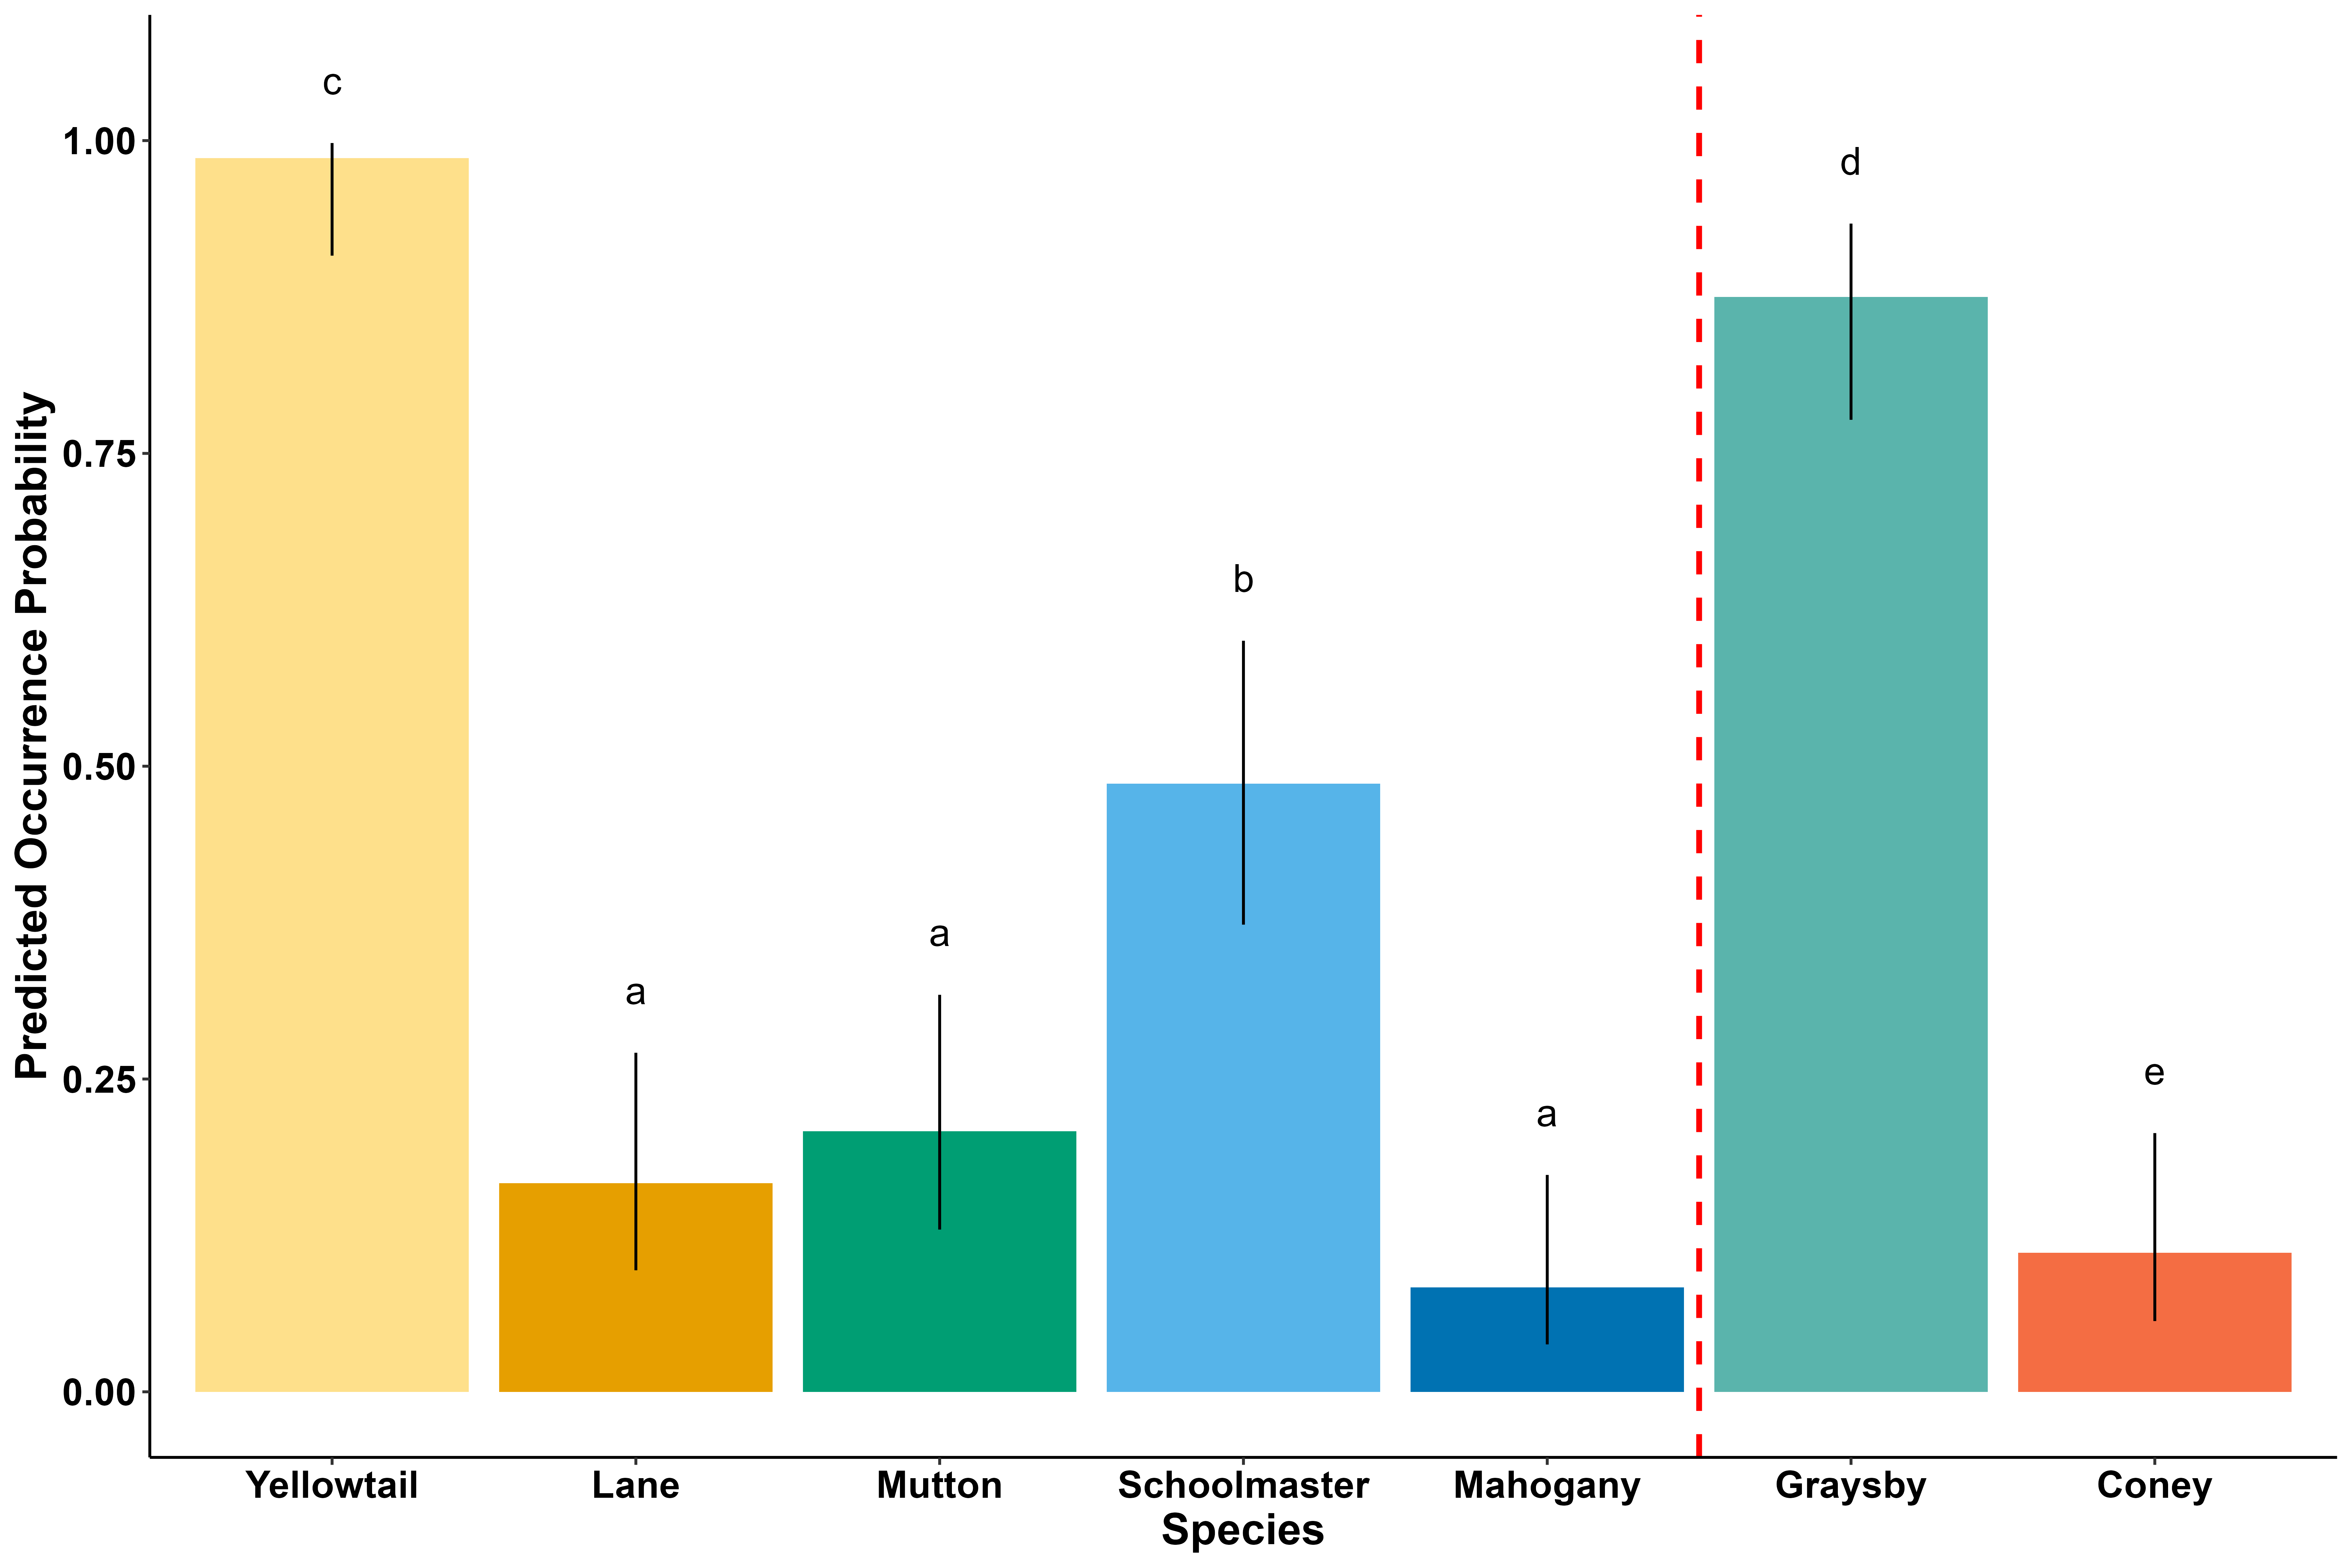 Predicted Occurrence Probability
1.00
0.75
0.50
0.25
0.00
c
a
a
b
a
d
e
Yellowtail Lane Mutton Schoolmaster Mahogany Graysby Coney
Species